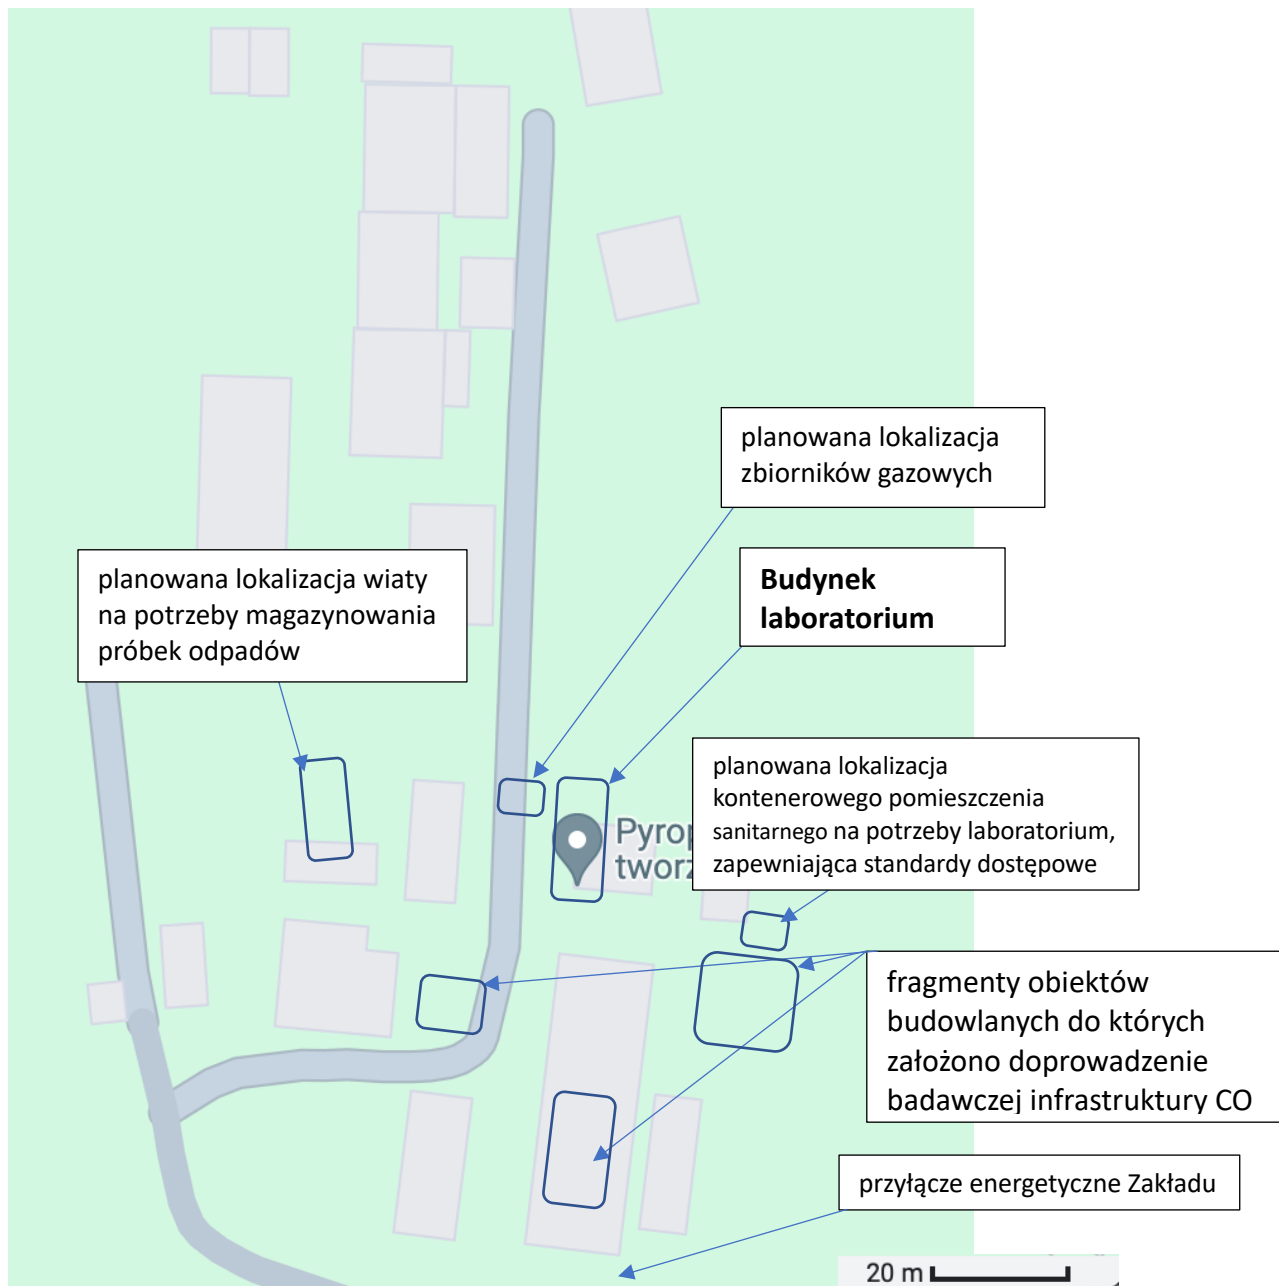 planowana lokalizacja
zbiorników gazowych
planowana lokalizacja wiaty
na potrzeby magazynowania
próbek odpadów
Budynek
laboratorium
planowana lokalizacja
kontenerowego pomieszczenia
sanitarnego na potrzeby laboratorium,
zapewniająca standardy dostępowe
fragmenty obiektów
budowlanych do których
założono doprowadzenie
badawczej infrastruktury CO
przyłącze energetyczne Zakładu
20 m